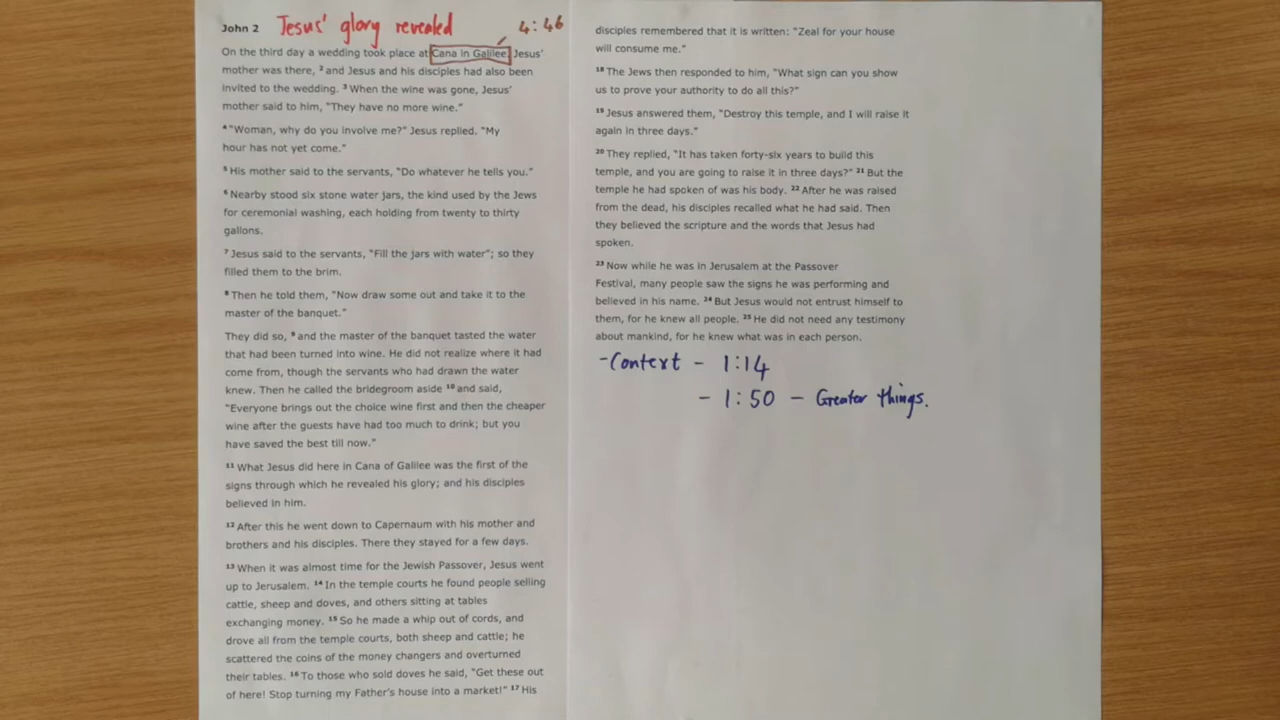 John 2 Jesus' glory revealed 4:46
On the third day a wedding took place at Cana in Galilee. Jesus'
mother was there, ² and Jesus and his disciples had also been
invited to the wedding. ³ When the wine was gone, Jesus'
mother said to him, "They have no more wine."
⁴ "Woman, why do you involve me?" Jesus replied. "My
hour has not yet come."
⁵ His mother said to the servants, "Do whatever he tells you."
⁶ Nearby stood six stone water jars, the kind used by the Jews
for ceremonial washing, each holding from twenty to thirty
gallons.
⁷ Jesus said to the servants, "Fill the jars with water"; so they
filled them to the brim.
⁸ Then he told them, "Now draw some out and take it to the
master of the banquet."
They did so, ⁹ and the master of the banquet tasted the water
that had been turned into wine. He did not realize where it had
come from, though the servants who had drawn the water
knew. Then he called the bridegroom aside ¹⁰ and said,
"Everyone brings out the choice wine first and then the cheaper
wine after the guests have had too much to drink; but you
have saved the best till now."
¹¹ What Jesus did here in Cana of Galilee was the first of the
signs through which he revealed his glory; and his disciples
believed in him.
¹² After this he went down to Capernaum with his mother and
brothers and his disciples. There they stayed for a few days.
¹³ When it was almost time for the Jewish Passover, Jesus went
up to Jerusalem. ¹⁴ In the temple courts he found people selling
cattle, sheep and doves, and others sitting at tables
exchanging money. ¹⁵ So he made a whip out of cords, and
drove all from the temple courts, both sheep and cattle; he
scattered the coins of the money changers and overturned
their tables. ¹⁶ To those who sold doves he said, "Get these out
of here! Stop turning my Father's house into a market!" ¹⁷ His
disciples remembered that it is written: "Zeal for your house
will consume me."
¹⁸ The Jews then responded to him, "What sign can you show
us to prove your authority to do all this?"
¹⁹ Jesus answered them, "Destroy this temple, and I will raise it
again in three days."
²⁰ They replied, "It has taken forty-six years to build this
temple, and you are going to raise it in three days?" ²¹ But the
temple he had spoken of was his body. ²² After he was raised
from the dead, his disciples recalled what he had said. Then
they believed the scripture and the words that Jesus had
spoken.
²³ Now while he was in Jerusalem at the Passover
Festival, many people saw the signs he was performing and
believed in his name. ²⁴ But Jesus would not entrust himself to
them, for he knew all people. ²⁵ He did not need any testimony
about mankind, for he knew what was in each person.
- Context - 1:14
- 1:50 - Greater things.